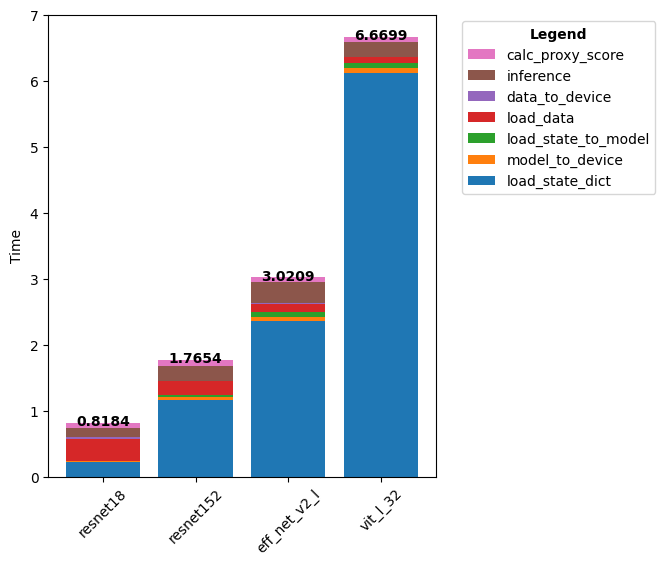 7
6
5
4
3
2
1
0
Time
6.6699
3.0209
1.7654
0.8184
resnet18
resnet152
eff_net_v2_l
vit_l_32
Legend
calc_proxy_score
inference
data_to_device
load_data
load_state_to_model
model_to_device
load_state_dict